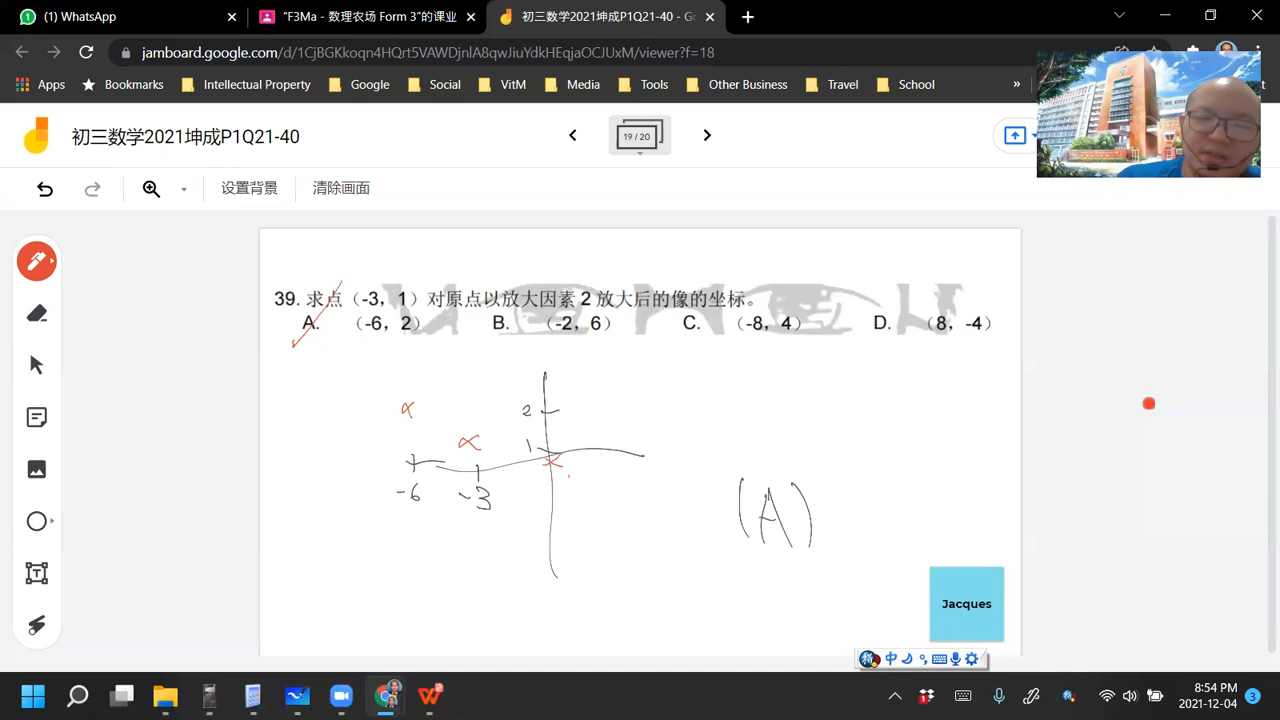 (1) WhatsApp
"F3Ma - 数理农场 Form 3"的课业
初三数学2021坤成P1Q21-40 - Go
jamboard.google.com/d/1CjBGKkoqn4HQrt5VAWDjnlA8qwJiuYdkHEqjaOCJUxM/viewer?f=18
Apps
Bookmarks
Intellectual Property
Google
Social
VitM
Media
Tools
Other Business
Travel
School
»
初三数学2021坤成P1Q21-40
19 / 20
设置背景
清除画面
39. 求点（-3，1）对原点以放大因素 2 放大后的像的坐标。
A. （-6，2） B. （-2，6） C. （-8，4） D. （8，-4）
2
1
-6 -3
(A)
Jacques
中
8:54 PM
2021-12-04
3